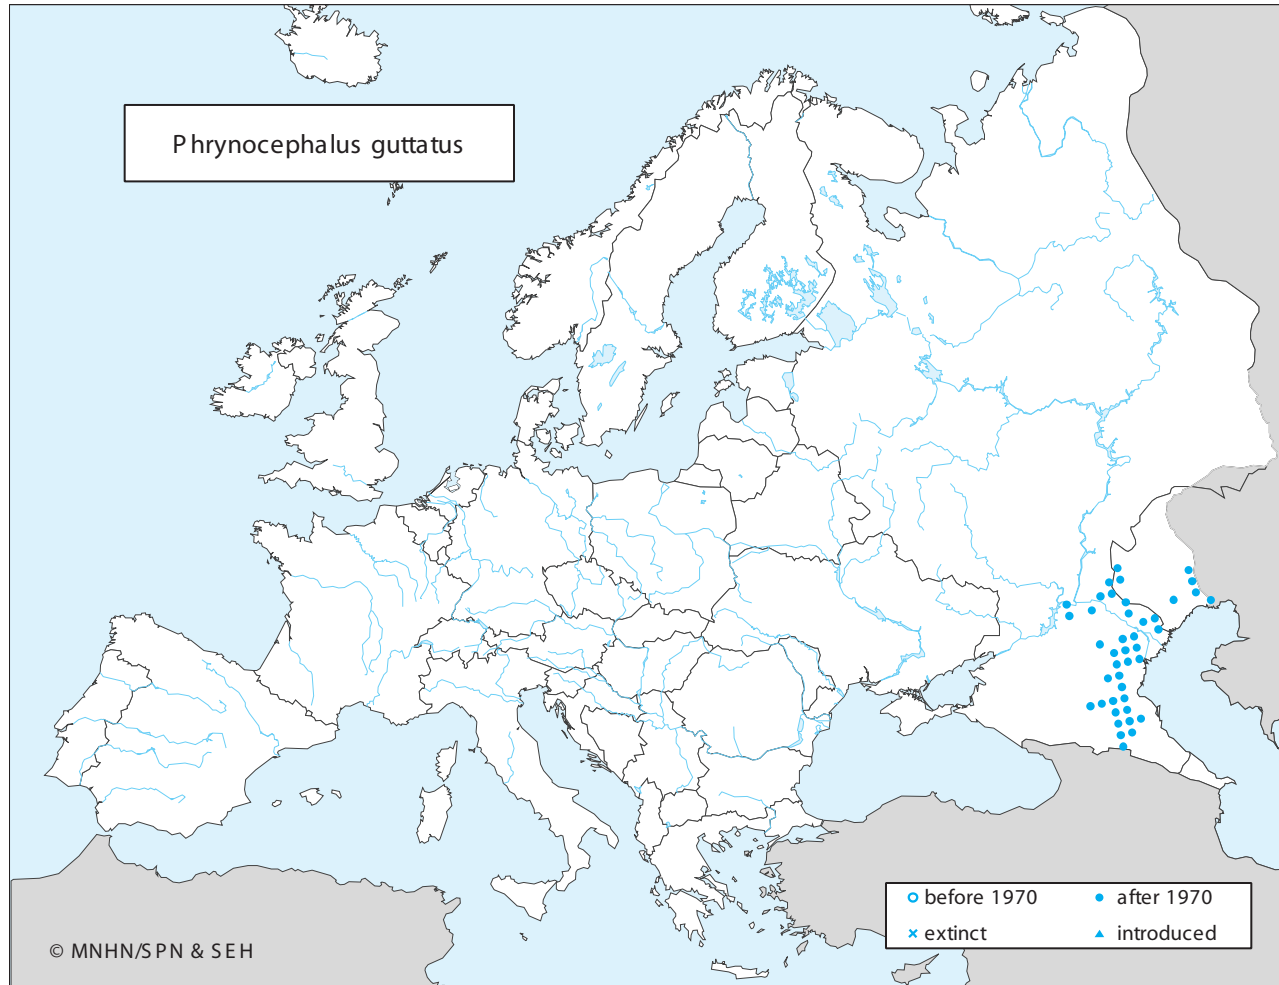 Phrynocephalus guttatus
before 1970
after 1970
extinct
introduced
© MNHN/SPN & SEH